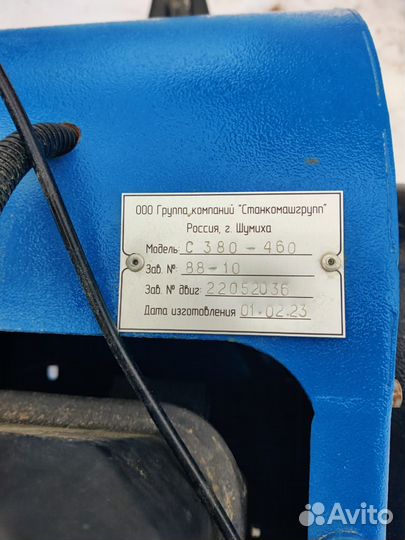 ООО Группа компаний "Станкомашгрупп"
Россия, г. Шумиха
Модель: С 380-460
Зав. №: 88-10
Зав. № двиг: 22052036
Дата изготовления 01.02.23
Avito